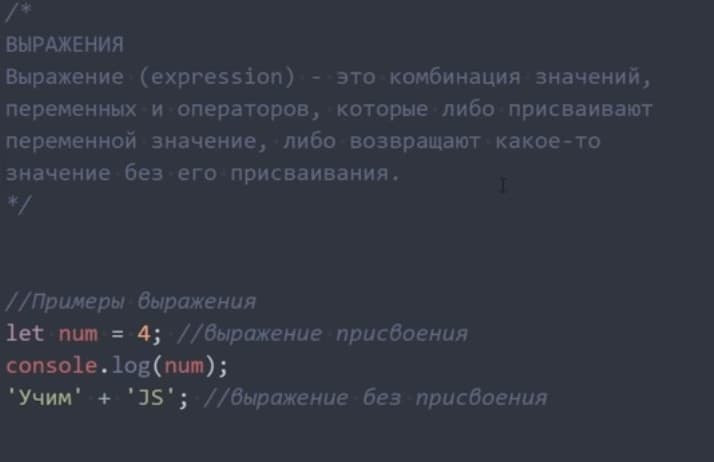 /*
ВЫРАЖЕНИЯ
Выражение (expression) - это комбинация значений,
переменных и операторов, которые либо присваивают
переменной значение, либо возвращают какое-то
значение без его присваивания.
*/
//Примеры выражения
let num = 4; //выражение присвоения
console.log(num);
'Учим' + 'JS'; //выражение без присвоения